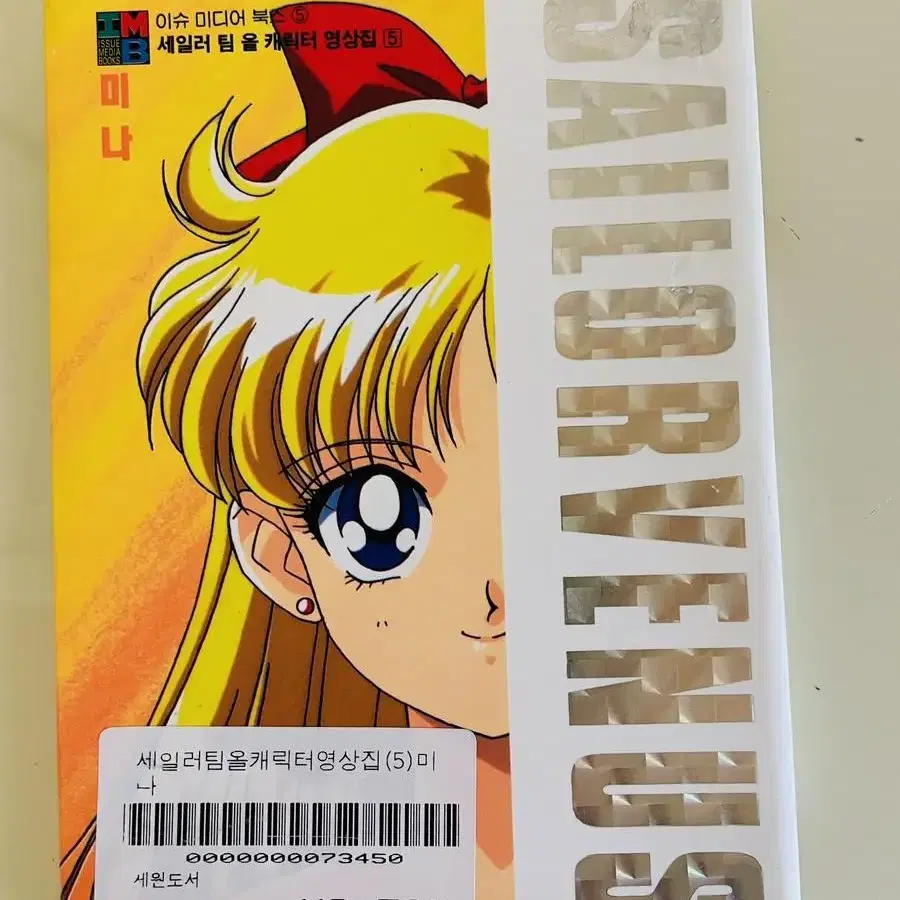 IMB
ISSUE
MEDIA
BOOKS
이슈 미디어 북스 ⑤
세일러 팀 올 캐릭터 영상집 5
미나
SAILORVENUS
세일러팀올캐릭터영상집(5)미
나
0000000073450
세원도서